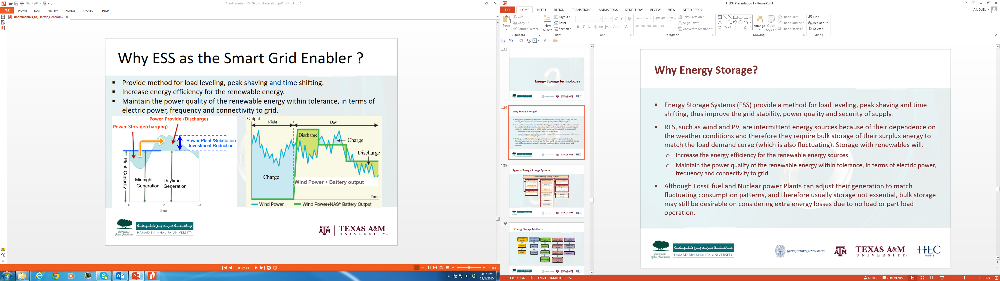 Fundmmentals_Of_Electric_Generation.pdf - Nitro Pro 10
FILE HOME EDIT REVIEW FORMS PROTECT HELP
Fundmmentals_Of_Electric_Generati...
Why ESS as the Smart Grid Enabler ?
Provide method for load leveling, peak shaving and time shifting.
Increase energy efficiency for the renewable energy.
Maintain the power quality of the renewable energy within tolerance, in terms of
electric power, frequency and connectivity to grid.
Power Provide (Discharge)
Power Storage(charging)
Power Plant /Substation
Investment Reduction
Plant Capacity
Midnight
Generation
Daytime
Generation
0 12 24
time
Output
Night
Day
Discharge
Charge
Discharge
Charge
Wind Power + Battery output
Time
Wind Power
Wind Power+NAS® Battery Output
Qatar Foundation
جامعة حمد بن خليفة
HAMAD BIN KHALIFA UNIVERSITY
ATM TEXAS A&M
UNIVERSITY®
55 OF 66
100%
4:07 PM
11/1/2015
HBKU Presentation 1 - PowerPoint
FILE HOME INSERT DESIGN TRANSITIONS ANIMATIONS SLIDE SHOW REVIEW VIEW NITRO PRO 10
Ali, Dallia
Paste
Cut
Copy
Format Painter
Clipboard
New
Slide
Layout
Reset
Section
Slides
18
B I U S abc AV Aa A
Font
Text Direction
Align Text
Convert to SmartArt
Paragraph
Arrange
Quick
Styles
Shape Fill
Shape Outline
Shape Effects
Drawing
Find
Replace
Select
Editing
133
Energy Storage Technologies
134
Why Energy Storage?
135
Types of Energy Storage Systems
Electrical Energy Storage Systems
136
Energy Storage Methods
Why Energy Storage?
Energy Storage Systems (ESS) provide a method for load leveling, peak shaving and time
shifting, thus improve the grid stability, power quality and security of supply.
RES, such as wind and PV, are intermittent energy sources because of their dependence on
the weather conditions and therefore they require bulk storage of their surplus energy to
match the load demand curve (which is also fluctuating). Storage with renewables will:
Increase the energy efficiency for the renewable energy sources
Maintain the power quality of the renewable energy within tolerance, in terms of electric power,
frequency and connectivity to grid.
Although Fossil fuel and Nuclear power Plants can adjust their generation to match
fluctuating consumption patterns, and therefore usually storage not essential, bulk storage
may still be desirable on considering extra energy losses due to no load or part load
operation.
Qatar Foundation
جامعة حمد بن خليفة
HAMAD BIN KHALIFA UNIVERSITY
GEORGETOWN UNIVERSITY
ATM TEXAS A&M
UNIVERSITY®
HEC
PARIS
SLIDE 134 OF 196
ENGLISH (UNITED STATES)
NOTES
COMMENTS
107%